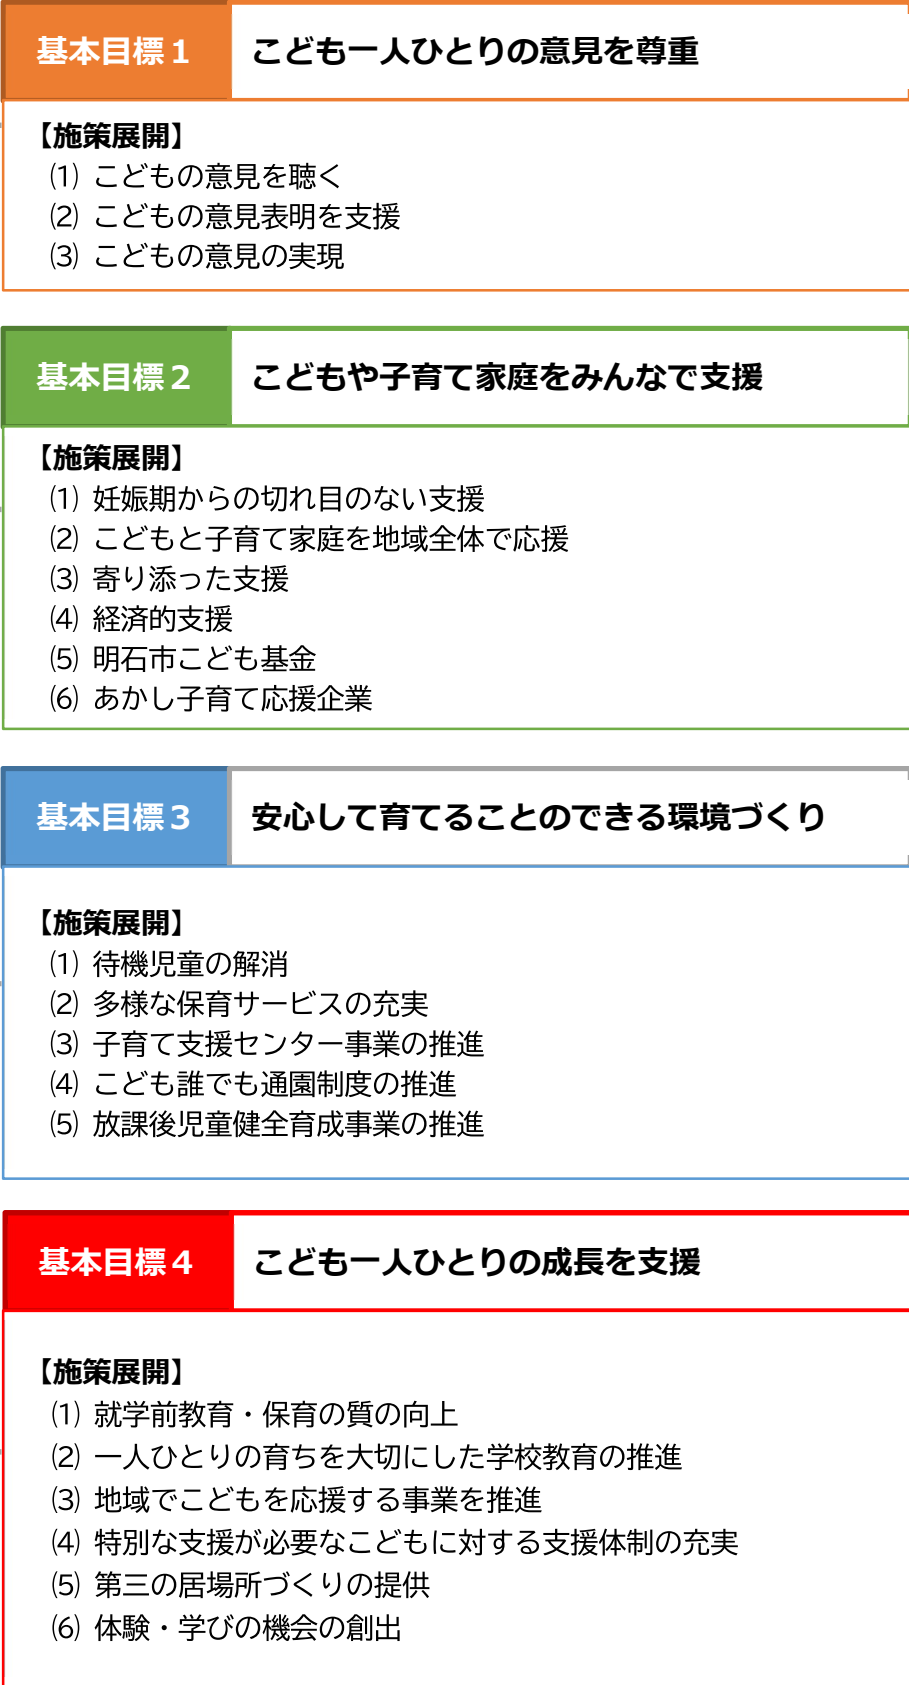 基本目標１ こども一人ひとりの意見を尊重
【施策展開】
⑴ こどもの意見を聴く
⑵ こどもの意見表明を支援
⑶ こどもの意見の実現
基本目標２ こどもや子育て家庭をみんなで支援
【施策展開】
⑴ 妊娠期からの切れ目のない支援
⑵ こどもと子育て家庭を地域全体で応援
⑶ 寄り添った支援
⑷ 経済的支援
⑸ 明石市こども基金
⑹ あかし子育て応援企業
基本目標３ 安心して育てることのできる環境づくり
【施策展開】
⑴ 待機児童の解消
⑵ 多様な保育サービスの充実
⑶ 子育て支援センター事業の推進
⑷ こども誰でも通園制度の推進
⑸ 放課後児童健全育成事業の推進
基本目標４ こども一人ひとりの成長を支援
【施策展開】
⑴ 就学前教育・保育の質の向上
⑵ 一人ひとりの育ちを大切にした学校教育の推進
⑶ 地域でこどもを応援する事業を推進
⑷ 特別な支援が必要なこどもに対する支援体制の充実
⑸ 第三の居場所づくりの提供
⑹ 体験・学びの機会の創出